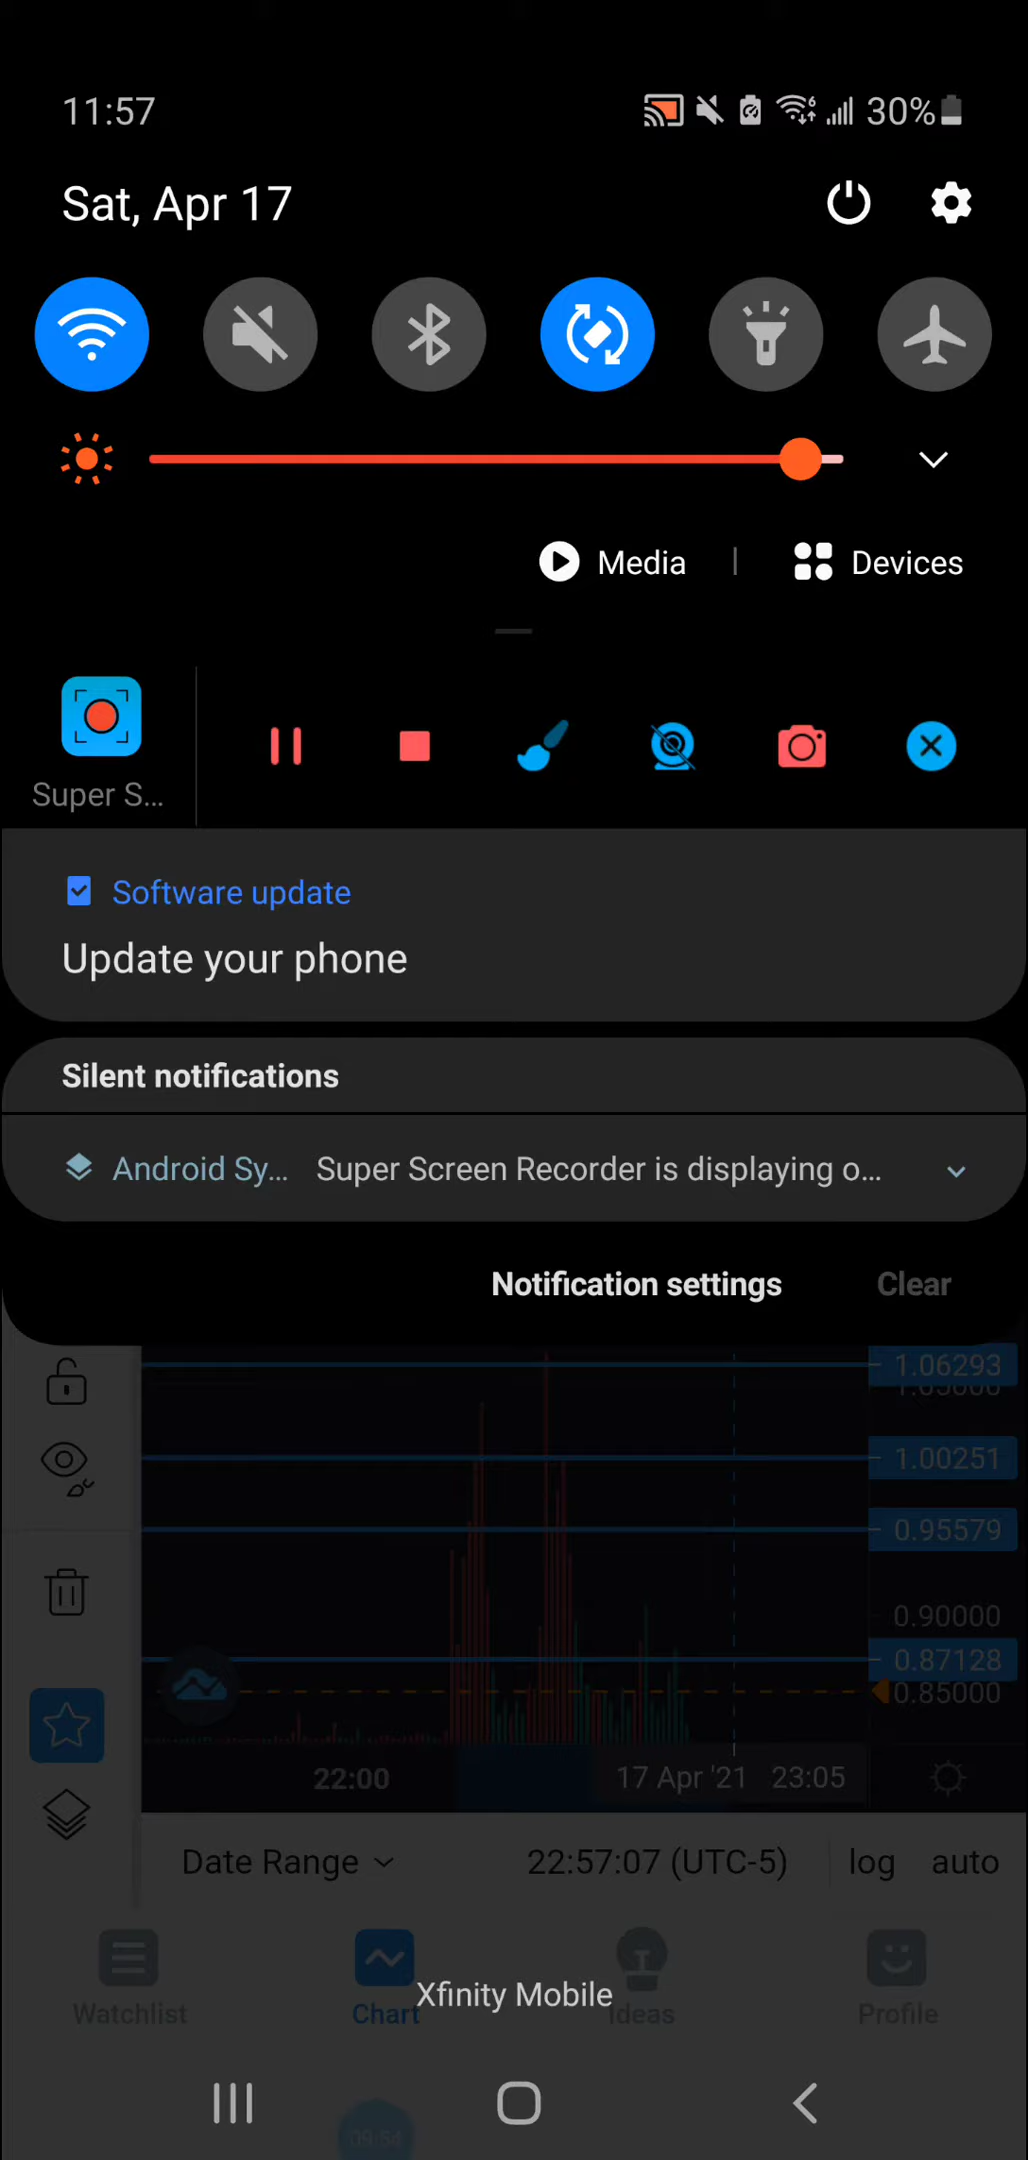 11:57
6
30%
Sat, Apr 17
Media | Devices
Super S...
Software update
Update your phone
Silent notifications
Android Sy... Super Screen Recorder is displaying o...
Notification settings Clear
1.06293
1.00251
0.95579
0.90000
0.87128
0.85000
22:00 17 Apr '21 23:05
Date Range 22:57:07 (UTC-5) log auto
Xfinity Mobile
Watchlist Chart Ideas Profile
09:54